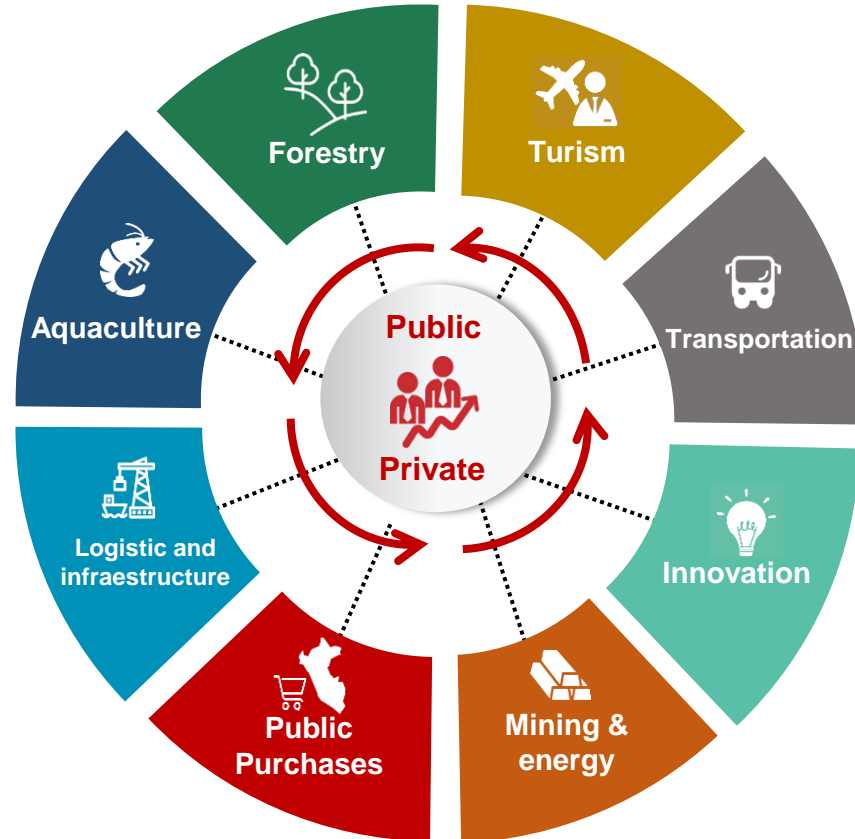 Forestry
Turism
Aquaculture
Public
Transportation
Private
Logistic and
infraestructure
Innovation
Public
Purchases
Mining &
energy